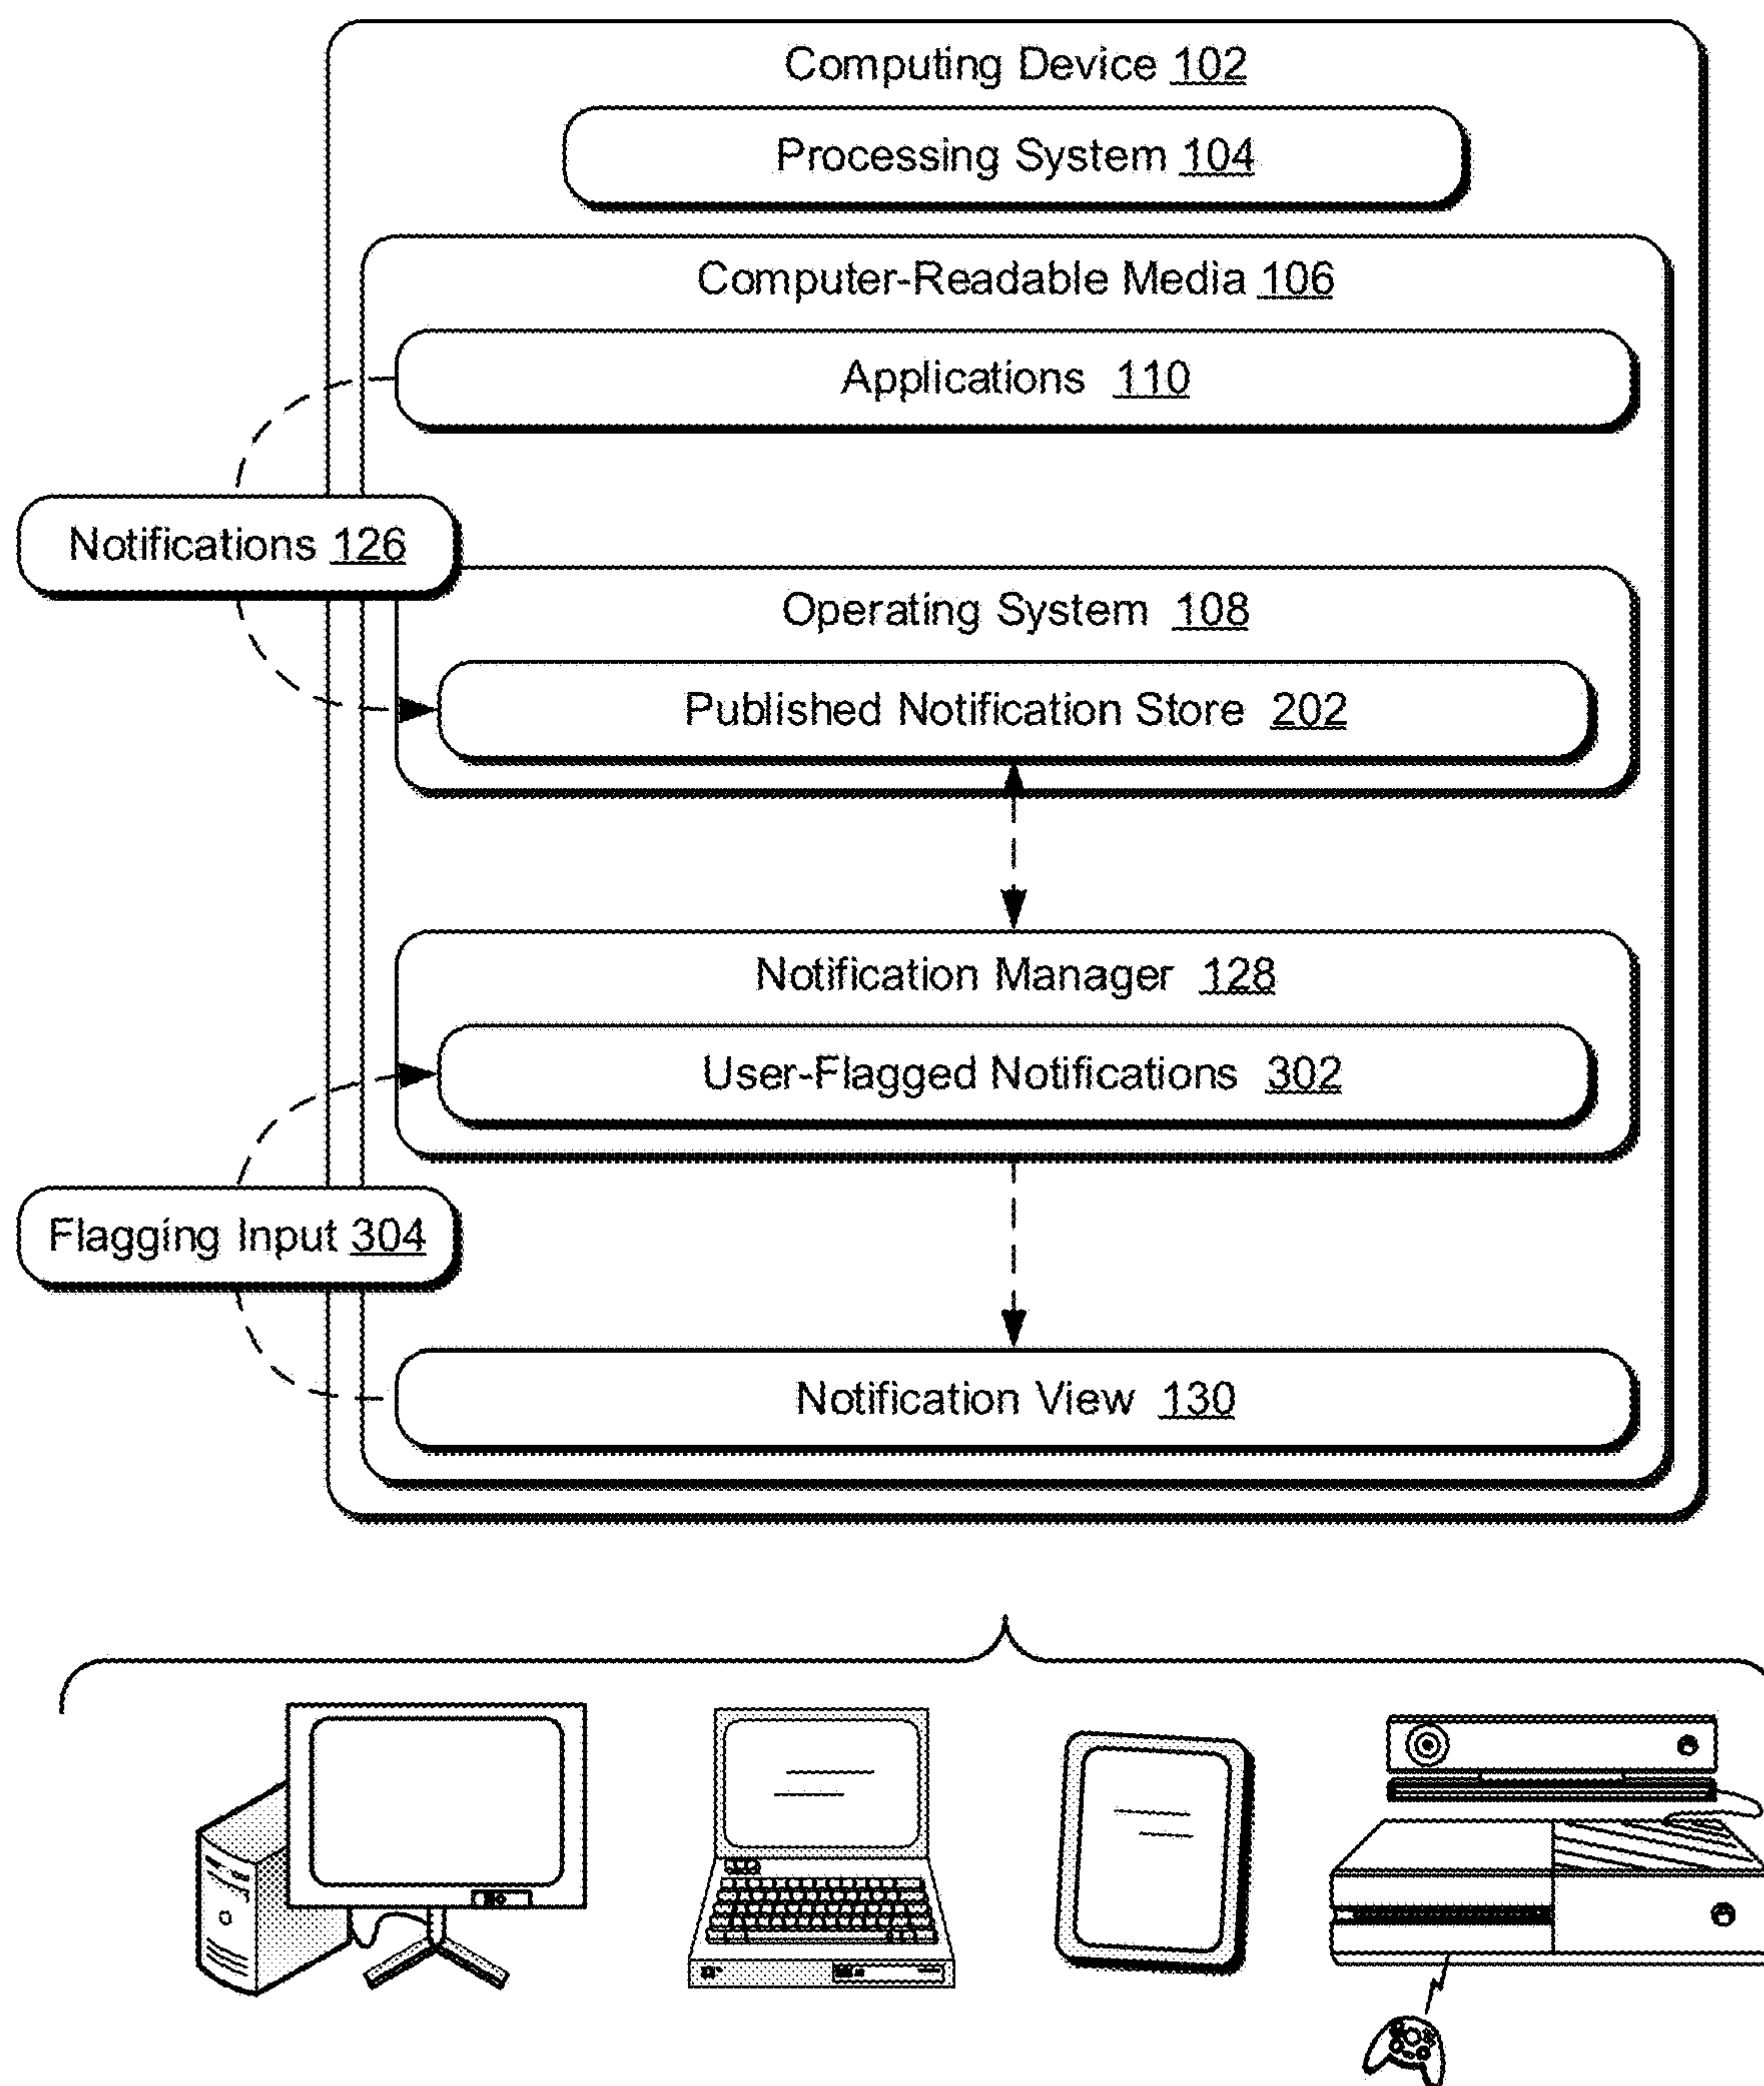 Computing Device 102
Processing System 104
Computer-Readable Media 106
Applications 110
Notifications 126
Operating System 108
Published Notification Store 202
Notification Manager 128
User-Flagged Notifications 302
Flagging Input 304
Notification View 130